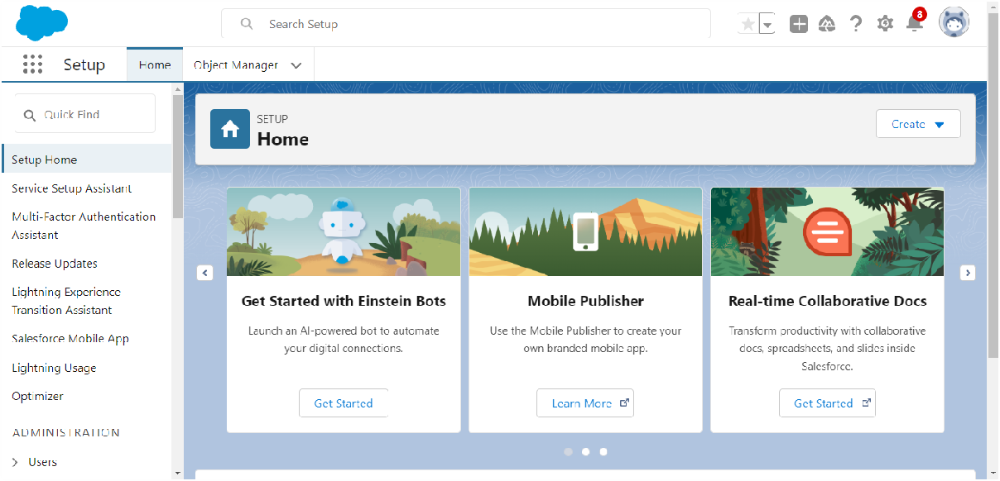 Search Setup
8
Setup
Home
Object Manager
Quick Find
Setup Home
Service Setup Assistant
Multi-Factor Authentication
Assistant
Release Updates
Lightning Experience
Transition Assistant
Salesforce Mobile App
Lightning Usage
Optimizer
ADMINISTRATION
Users
SETUP
Home
Create
Get Started with Einstein Bots
Launch an AI-powered bot to automate
your digital connections.
Get Started
Mobile Publisher
Use the Mobile Publisher to create your
own branded mobile app.
Learn More
Real-time Collaborative Docs
Transform productivity with collaborative
docs, spreadsheets, and slides inside
Salesforce.
Get Started